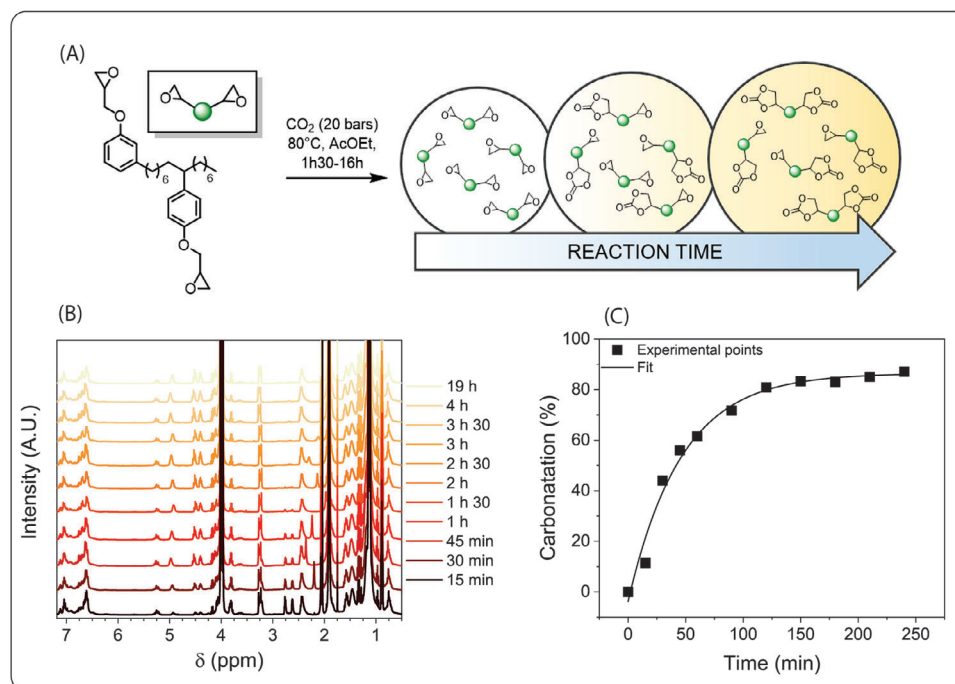 (A)
O
O
O
O
6
6
O
O
CO2 (20 bars)
80°C, AcOEt,
1h30-16h
REACTION TIME
(B)
Intensity (A.U.)
19 h
4 h
3 h 30
3 h
2 h 30
2 h
1 h 30
1 h
45 min
30 min
15 min
7 6 5 4 3 2 1
δ (ppm)
(C)
Experimental points
Fit
Carbonatation (%)
100
80
60
40
20
0
0 50 100 150 200 250
Time (min)